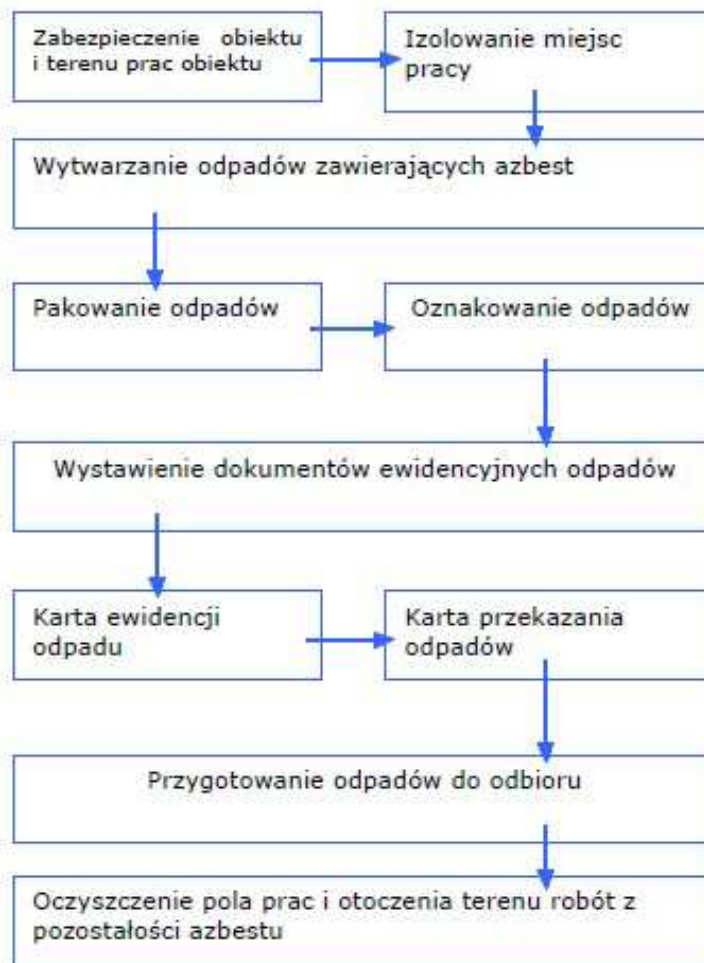 Zabezpieczenie obiektu
i terenu prac obiektu
Izolowanie miejsc
pracy
Wytwarzanie odpadów zawierających azbest
Pakowanie odpadów
Oznakowanie odpadów
Wystawienie dokumentów ewidencyjnych odpadów
Karta ewidencji
odpadu
Karta przekazania
odpadów
Przygotowanie odpadów do odbioru
Oczyszczenie pola prac i otoczenia terenu robót z
pozostałości azbestu